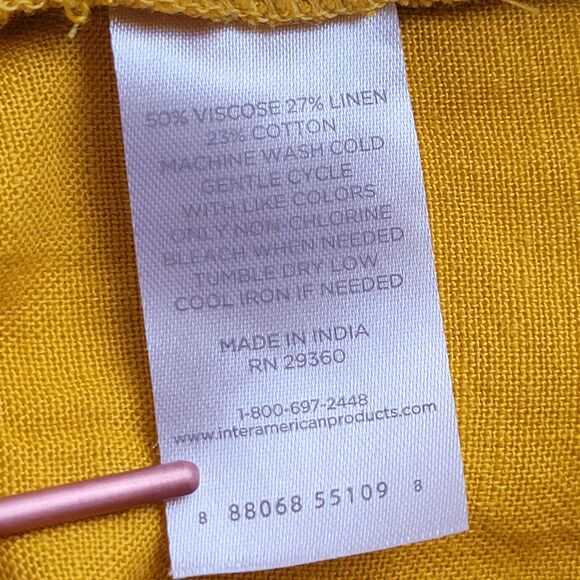 50% VISCOSE 27% LINEN
23% COTTON
MACHINE WASH COLD
GENTLE CYCLE
WITH LIKE COLORS
ONLY NON-CHLORINE
BLEACH WHEN NEEDED
TUMBLE DRY LOW
COOL IRON IF NEEDED
MADE IN INDIA
RN 29360
1-800-697-2448
www.interamericanproducts.com
8 88068 55109 8